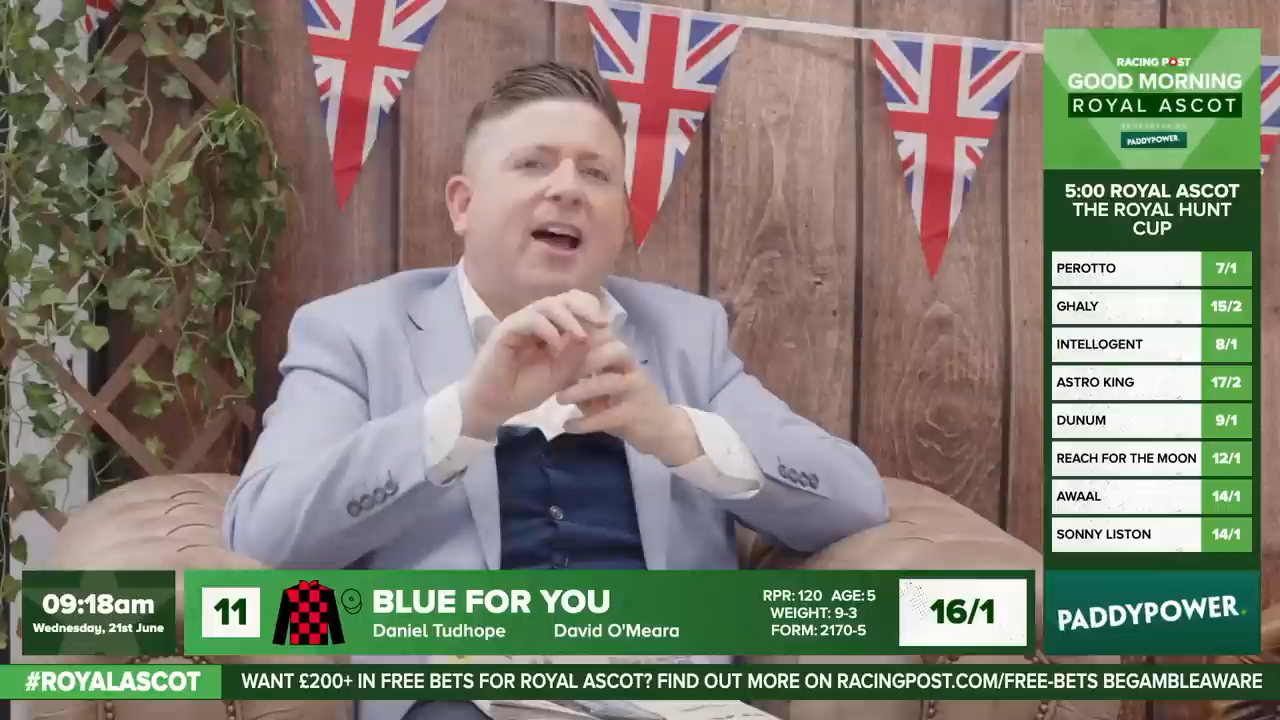 RACING POST
GOOD MORNING
ROYAL ASCOT
PADDYPOWER.
5:00 ROYAL ASCOT
THE ROYAL HUNT
CUP
PEROTTO 7/1
GHALY 15/2
INTELLOGENT 8/1
ASTRO KING 17/2
DUNUM 9/1
REACH FOR THE MOON 12/1
AWAAL 14/1
SONNY LISTON 14/1
09:18am
Wednesday, 21st June
11
BLUE FOR YOU
Daniel Tudhope David O'Meara
RPR: 120 AGE: 5
WEIGHT: 9-3
FORM: 2170-5
16/1
PADDYPOWER.
#ROYALASCOT WANT £200+ IN FREE BETS FOR ROYAL ASCOT? FIND OUT MORE ON RACINGPOST.COM/FREE-BETS BEGAMBLEAWARE